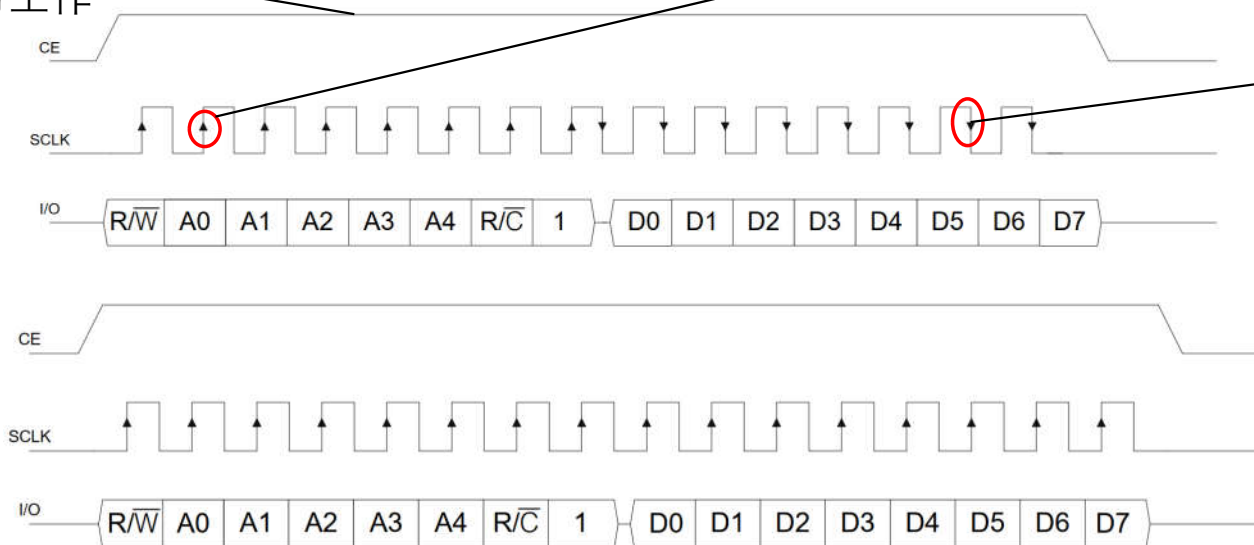 工作
CE
SCLK
I/O R/W̅ A0 A1 A2 A3 A4 R/C̅ 1 D0 D1 D2 D3 D4 D5 D6 D7
CE
SCLK
I/O R/W̅ A0 A1 A2 A3 A4 R/C̅ 1 D0 D1 D2 D3 D4 D5 D6 D7